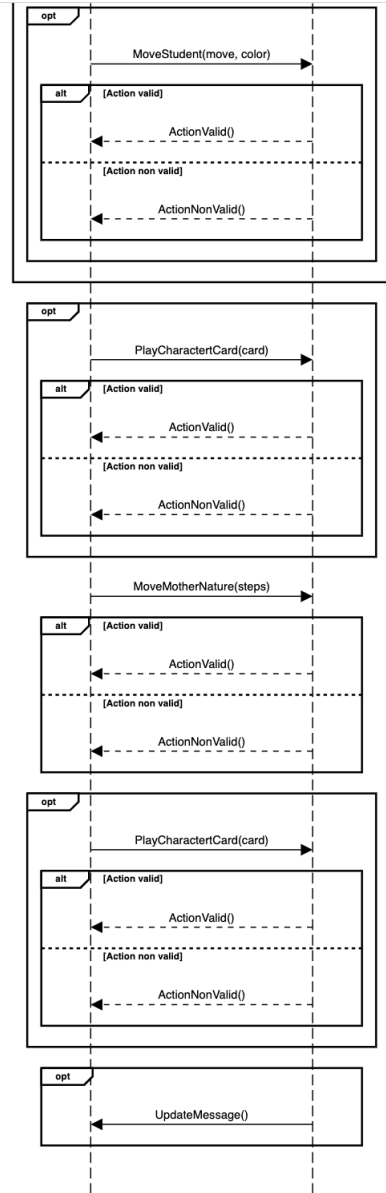 opt
MoveStudent(move, color)
alt [Action valid]
ActionValid()
[Action non valid]
ActionNonValid()
opt
PlayCharactertCard(card)
alt [Action valid]
ActionValid()
[Action non valid]
ActionNonValid()
MoveMotherNature(steps)
alt [Action valid]
ActionValid()
[Action non valid]
ActionNonValid()
opt
PlayCharactertCard(card)
alt [Action valid]
ActionValid()
[Action non valid]
ActionNonValid()
opt
UpdateMessage()